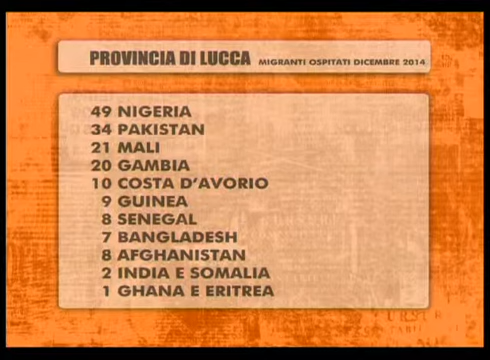 PROVINCIA DI LUCCA MIGRANTI OSPITATI DICEMBRE 2014
49 NIGERIA
34 PAKISTAN
21 MALI
20 GAMBIA
10 COSTA D'AVORIO
9 GUINEA
8 SENEGAL
7 BANGLADESH
8 AFGHANISTAN
2 INDIA E SOMALIA
1 GHANA E ERITREA